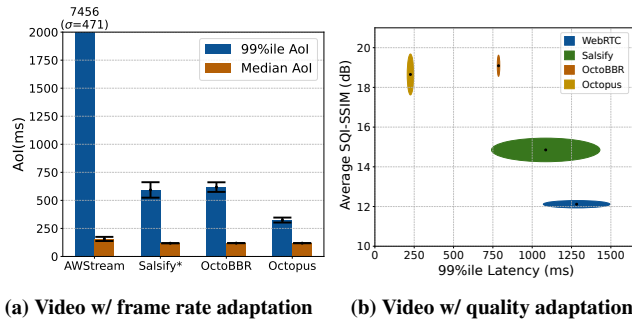 7456
(σ=471)
2000
1750
1500
1250
1000
750
500
250
0
AoI(ms)
99%ile AoI
Median AoI
AWStream
Salsify*
OctoBBR
Octopus
(a) Video w/ frame rate adaptation
20
18
16
14
12
10
Average SQI-SSIM (dB)
WebRTC
Salsify
OctoBBR
Octopus
0
250
500
750
1000
1250
1500
99%ile Latency (ms)
(b) Video w/ quality adaptation